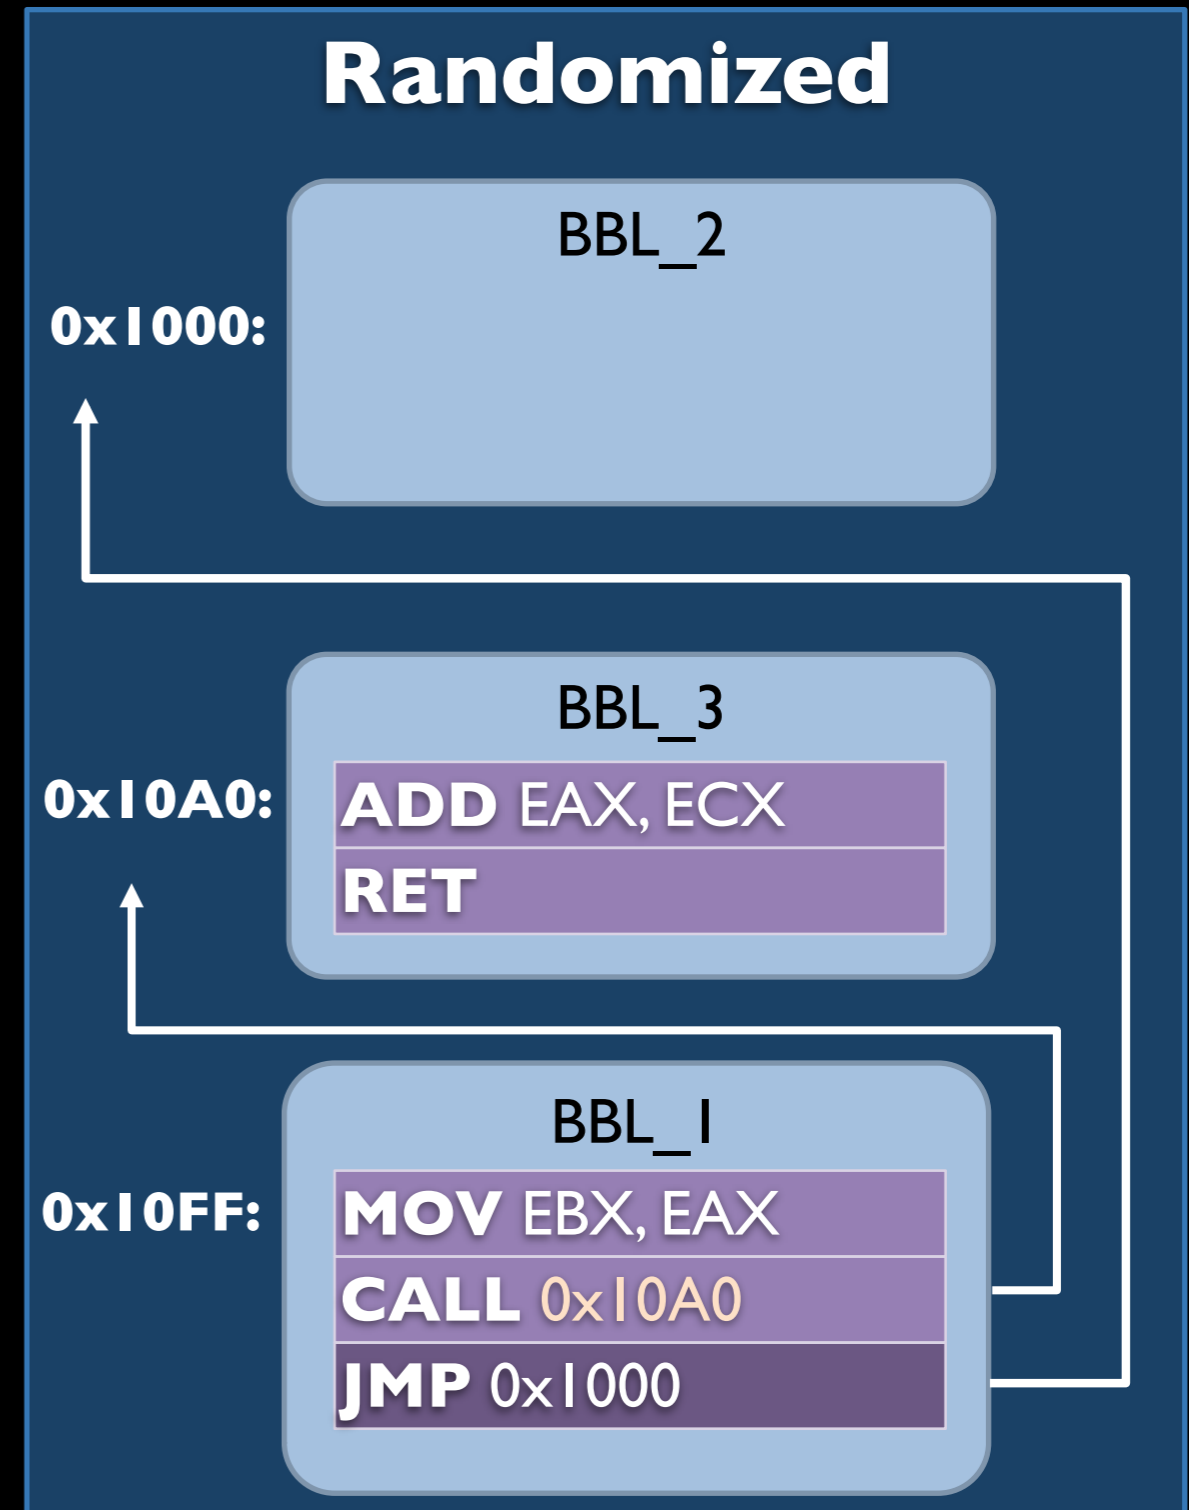 Randomized
BBL_2
0x1000:
BBL_3
0x10A0:
ADD EAX, ECX
RET
BBL_1
0x10FF:
MOV EBX, EAX
CALL 0x10A0
JMP 0x1000